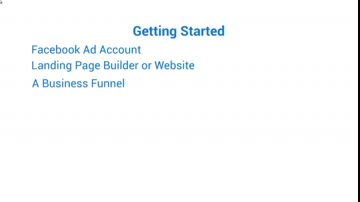 Getting Started
Facebook Ad Account
Landing Page Builder or Website
A Business Funnel